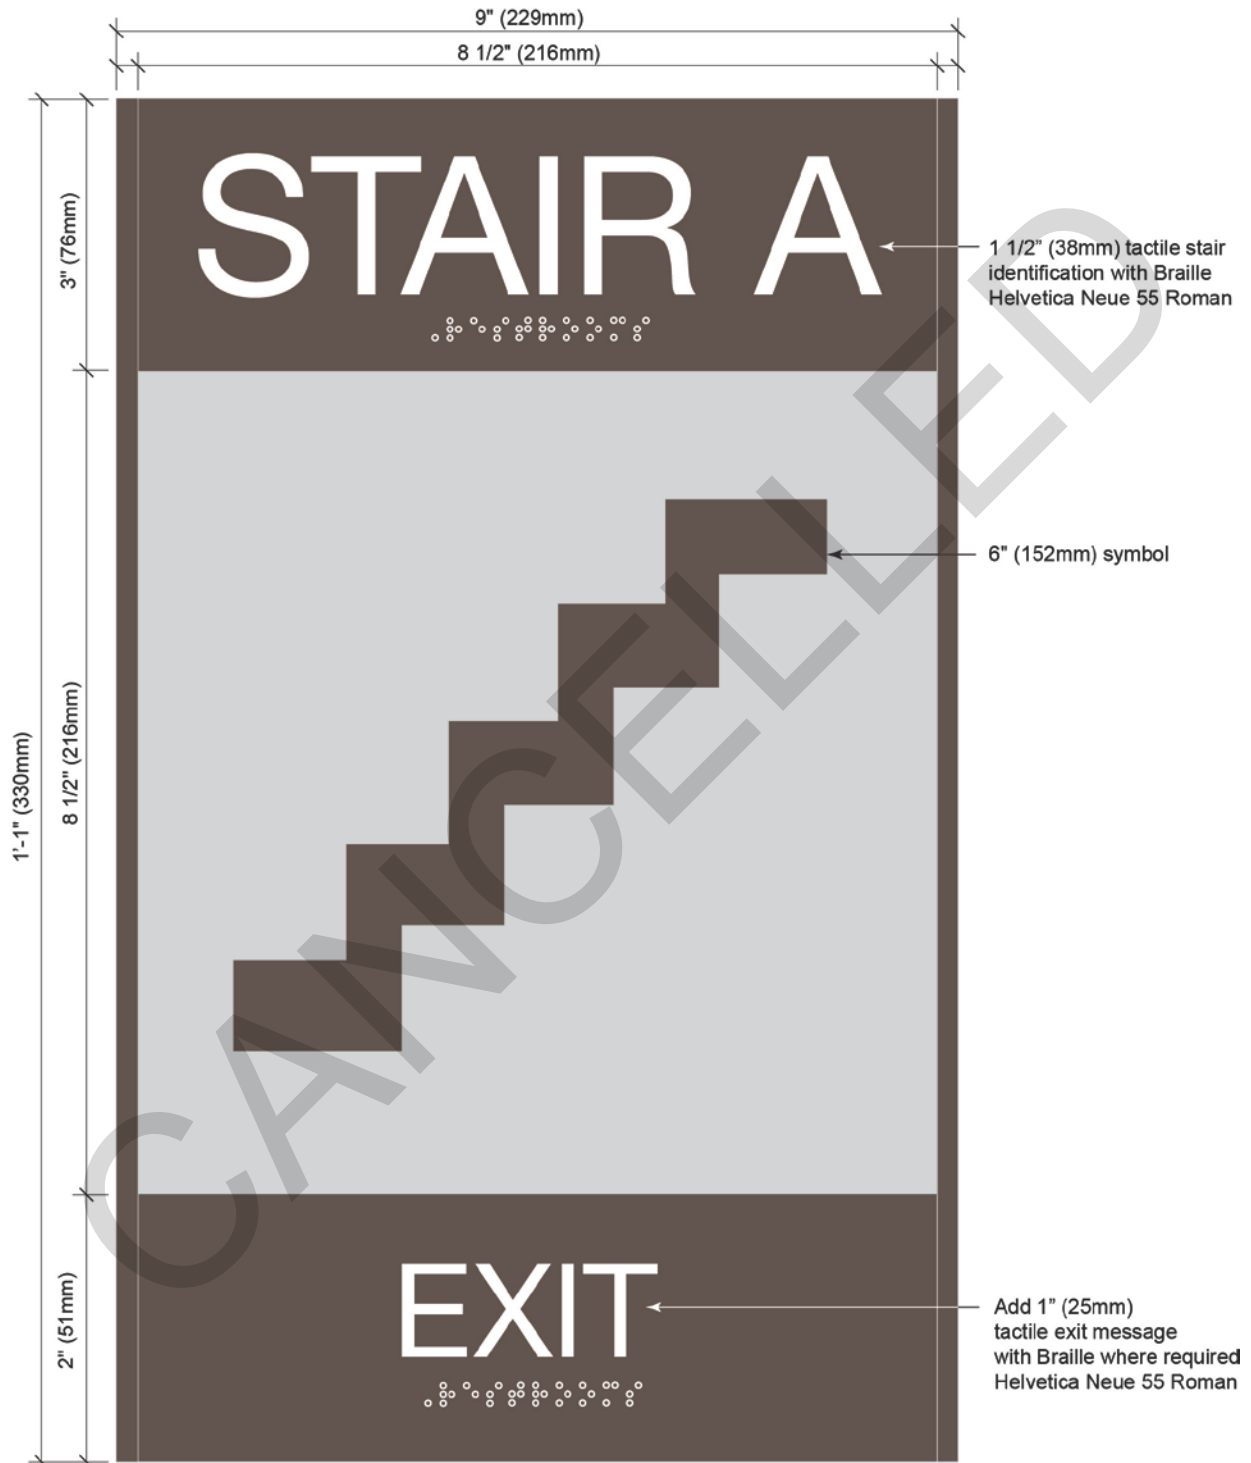 9" (229mm)
8 1/2" (216mm)
3" (76mm)
STAIR A
1 1/2” (38mm) tactile stair
identification with Braille
Helvetica Neue 55 Roman
6" (152mm) symbol
8 1/2" (216mm)
1'-1" (330mm)
CANCELLED
2" (51mm)
EXIT
Add 1” (25mm)
tactile exit message
with Braille where required
Helvetica Neue 55 Roman